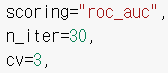 scoring="roc_auc",
n_iter=30,
cv=3,